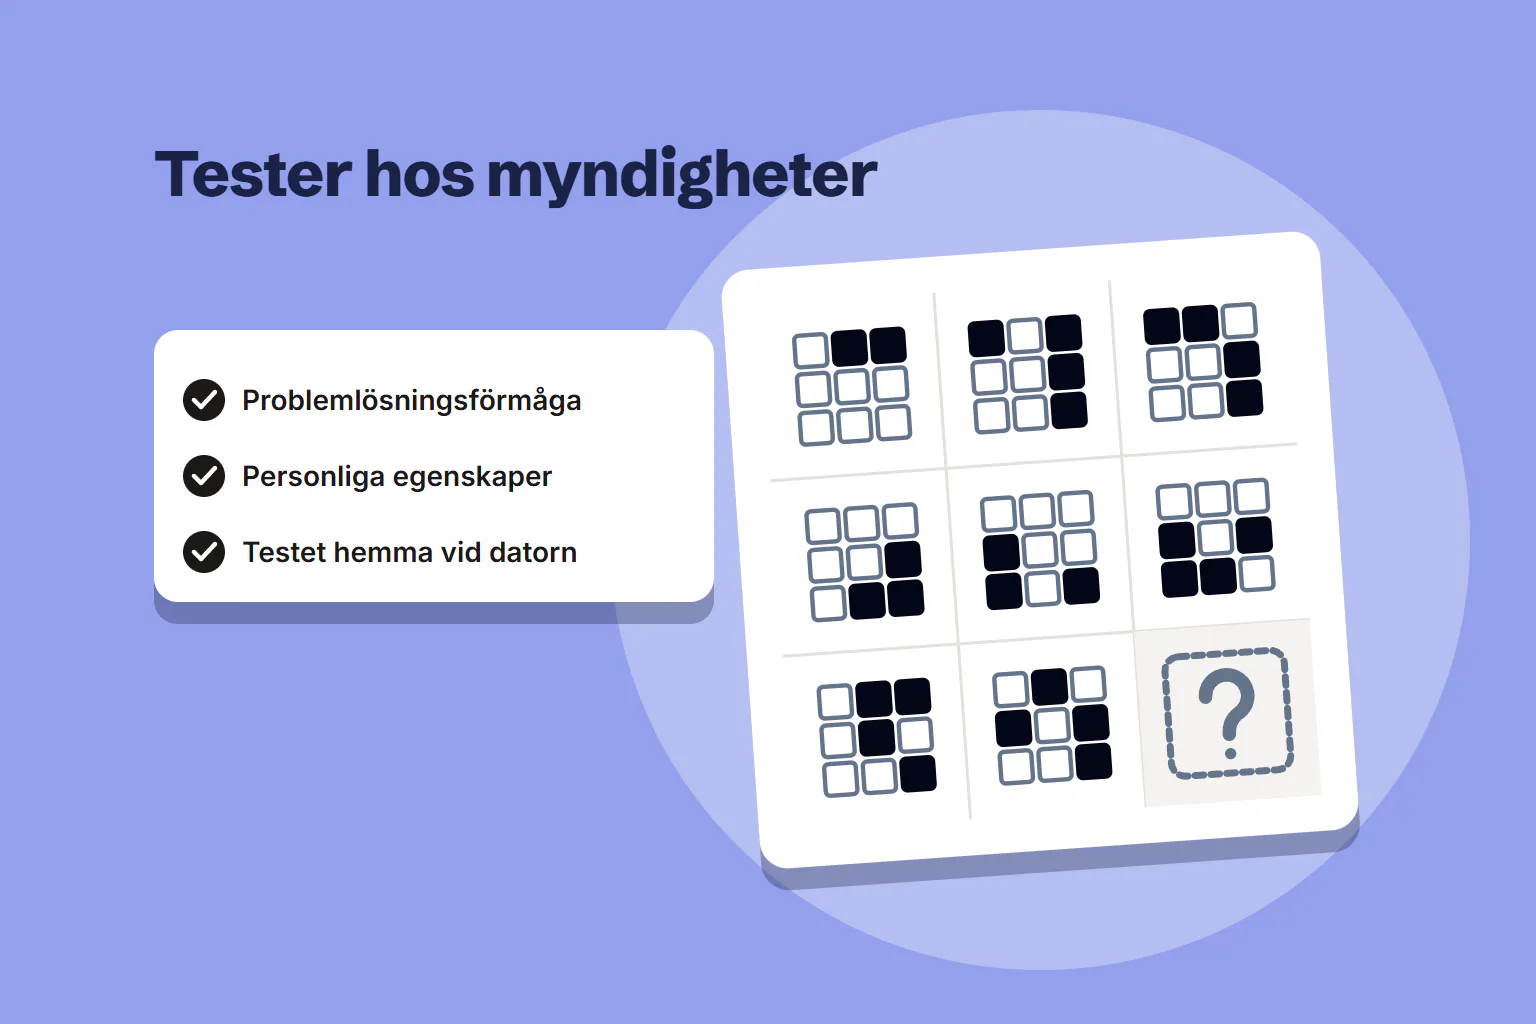 Tester hos myndigheter
Problemlösningsförmåga
Personliga egenskaper
Testet hemma vid datorn
?